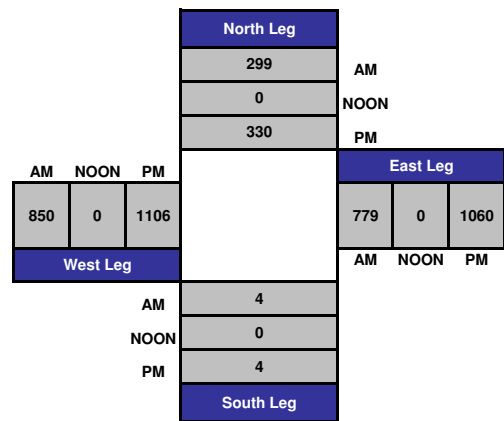 North Leg
299 AM
0 NOON
330 PM
AM NOON PM East Leg
850 0 1106 779 0 1060
West Leg AM NOON PM
AM 4
NOON 0
PM 4
South Leg